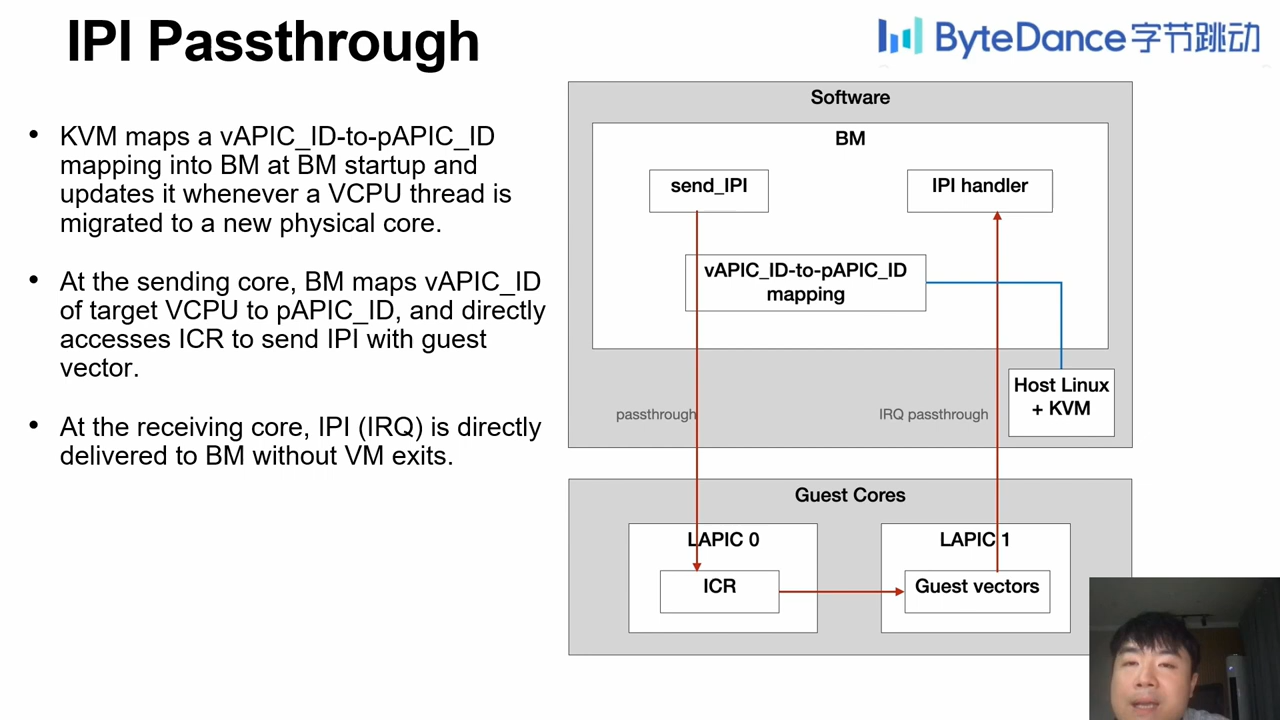 IPI Passthrough
ByteDance字节跳动
• KVM maps a vAPIC_ID-to-pAPIC_ID
mapping into BM at BM startup and
updates it whenever a VCPU thread is
migrated to a new physical core.
• At the sending core, BM maps vAPIC_ID
of target VCPU to pAPIC_ID, and directly
accesses ICR to send IPI with guest
vector.
• At the receiving core, IPI (IRQ) is directly
delivered to BM without VM exits.
Software
BM
send_IPI
IPI handler
vAPIC_ID-to-pAPIC_ID
mapping
Host Linux
+ KVM
passthrough
IRQ passthrough
Guest Cores
LAPIC 0
LAPIC 1
ICR
Guest vectors